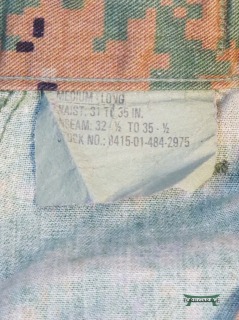 MEDIUM LONG
WAIST: 31 TO 35 IN.
INSEAM: 32-½ TO 35-½
STOCK NO.: 8415-01-484-2975